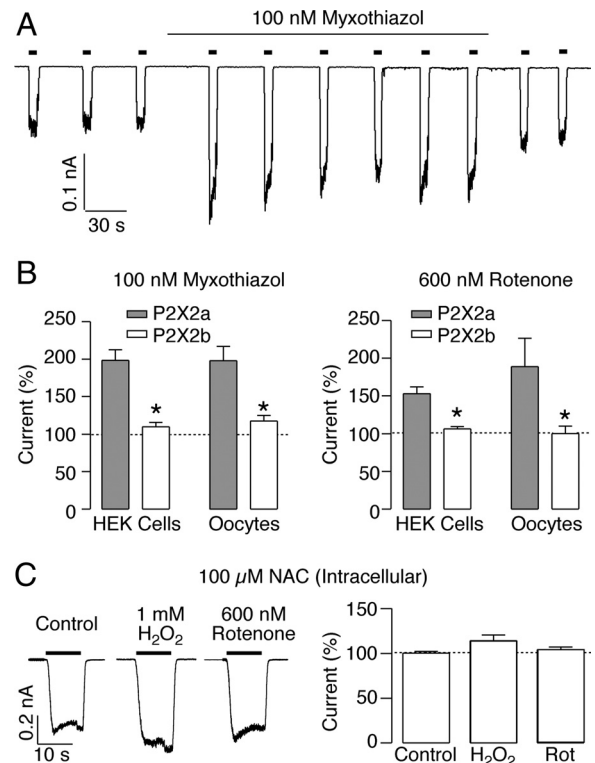 A
100 nM Myxothiazol
0.1 nA
30 s
B
100 nM Myxothiazol
600 nM Rotenone
P2X2a
P2X2b
P2X2a
P2X2b
Current (%)
250
200
150
100
50
0
*
*
HEK Cells
Oocytes
Current (%)
250
200
150
100
50
0
*
*
HEK Cells
Oocytes
C
100 µM NAC (Intracellular)
Control
1 mM
H₂O₂
600 nM
Rotenone
0.2 nA
10 s
Current (%)
150
100
50
0
Control
H₂O₂
Rot